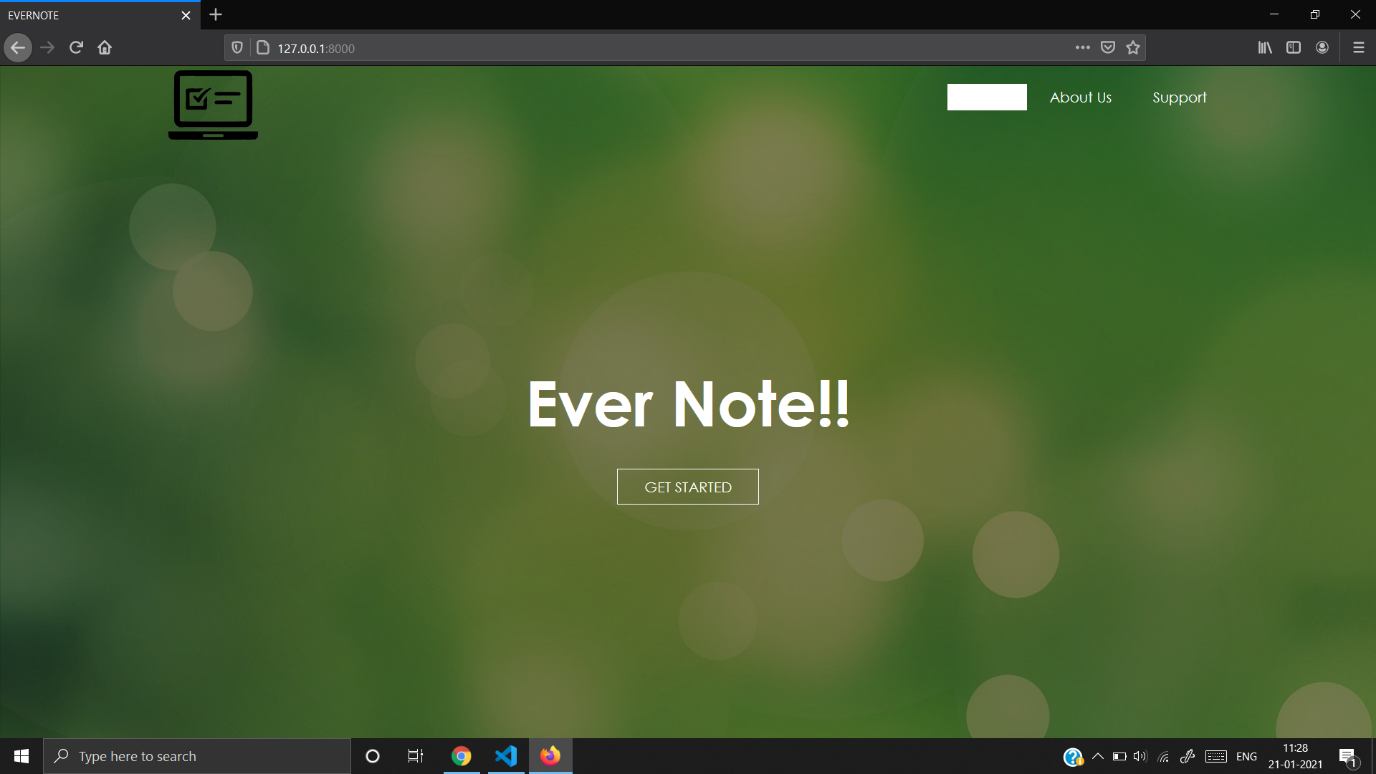 EVERNOTE
127.0.0.1:8000
About Us
Support
Ever Note!!
GET STARTED
Type here to search
ENG
11:28
21-01-2021
1